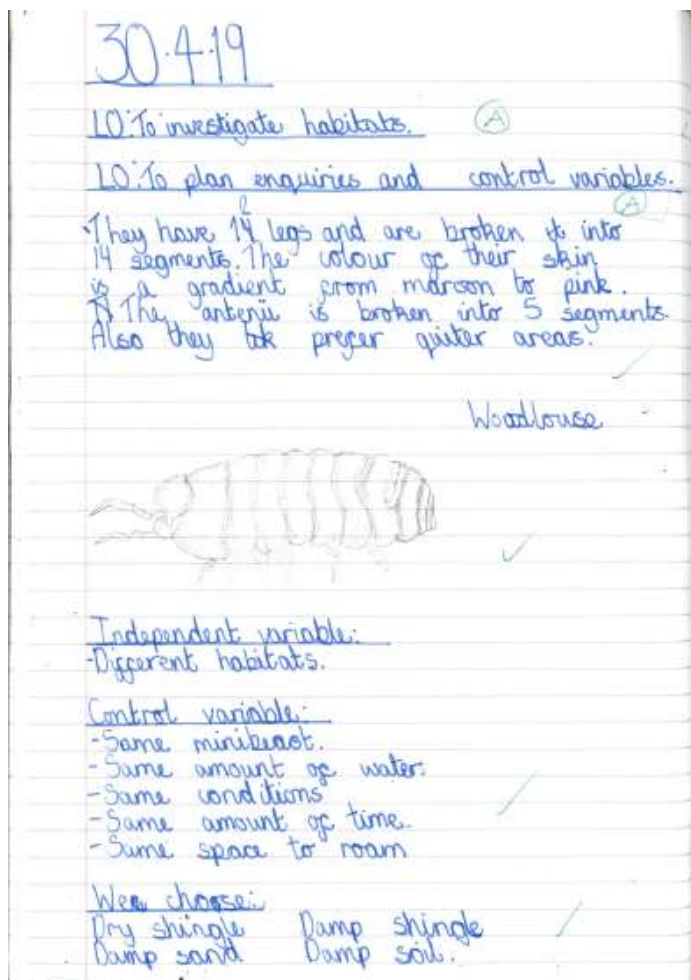 30.4.19
LO: To investigate habitats. A
LO: To plan enquiries and control variables.
A
They have 14 legs and are broken into
14 segments. The colour of their skin
is a gradient from maroon to pink.
The antenii is broken into 5 segments.
Also they prefer quiter areas.
Woodlouse
Independent variable:
-Different habitats.
Control variable:
-Same minibeast.
-Same amount of water.
-Same conditions
-Same amount of time.
-Same space to roam
We choose:
Dry shingle Damp shingle
Damp sand Damp soil.